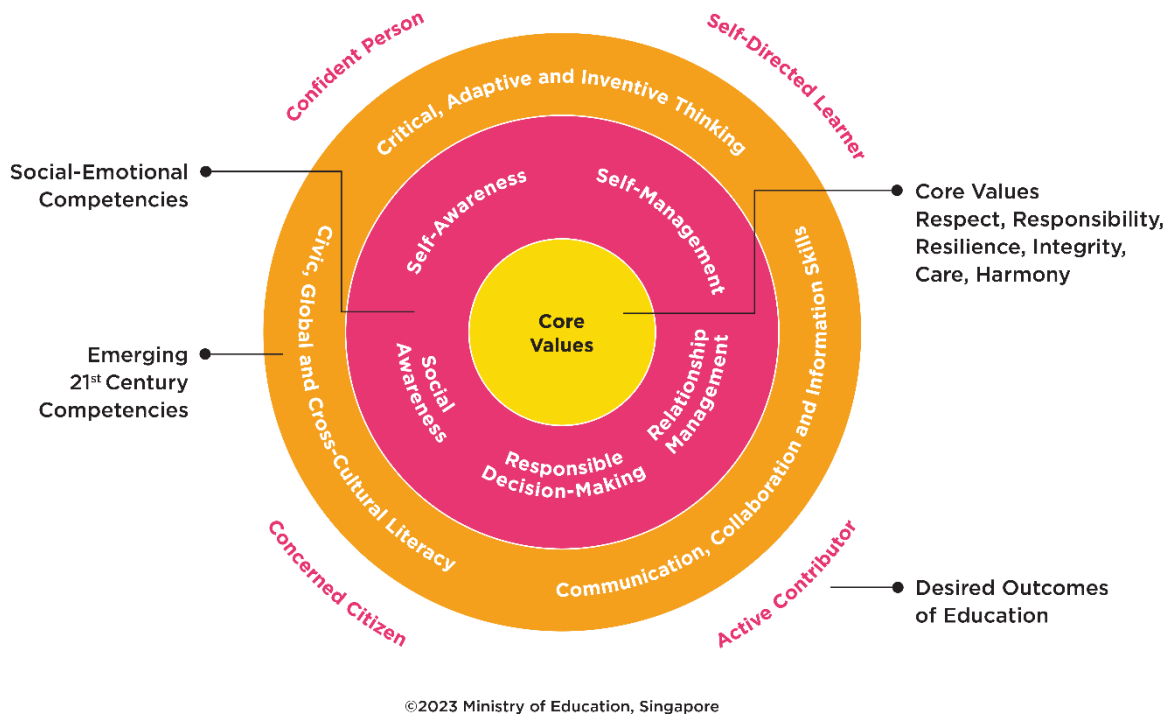 Confident Person
Self-Directed Learner
Critical, Adaptive and Inventive Thinking
Social-Emotional
Competencies
Self-Awareness
Self-Management
Core Values
Respect, Responsibility,
Resilience, Integrity,
Care, Harmony
Civic, Global and Cross-Cultural Literacy
Core
Values
Communication, Collaboration and Information Skills
Emerging
21st Century
Competencies
Social
Awareness
Relationship
Management
Responsible
Decision-Making
Concerned Citizen
Active Contributor
Desired Outcomes
of Education
©2023 Ministry of Education, Singapore